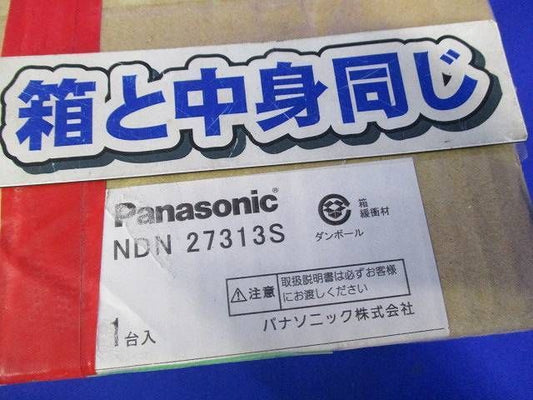 箱と中身同じ
Panasonic®
NDN 27313S
箱
緩衝材
ダンボール
⚠注意
取扱説明書は必ずお客様
にお渡しください
1台入
パナソニック株式会社